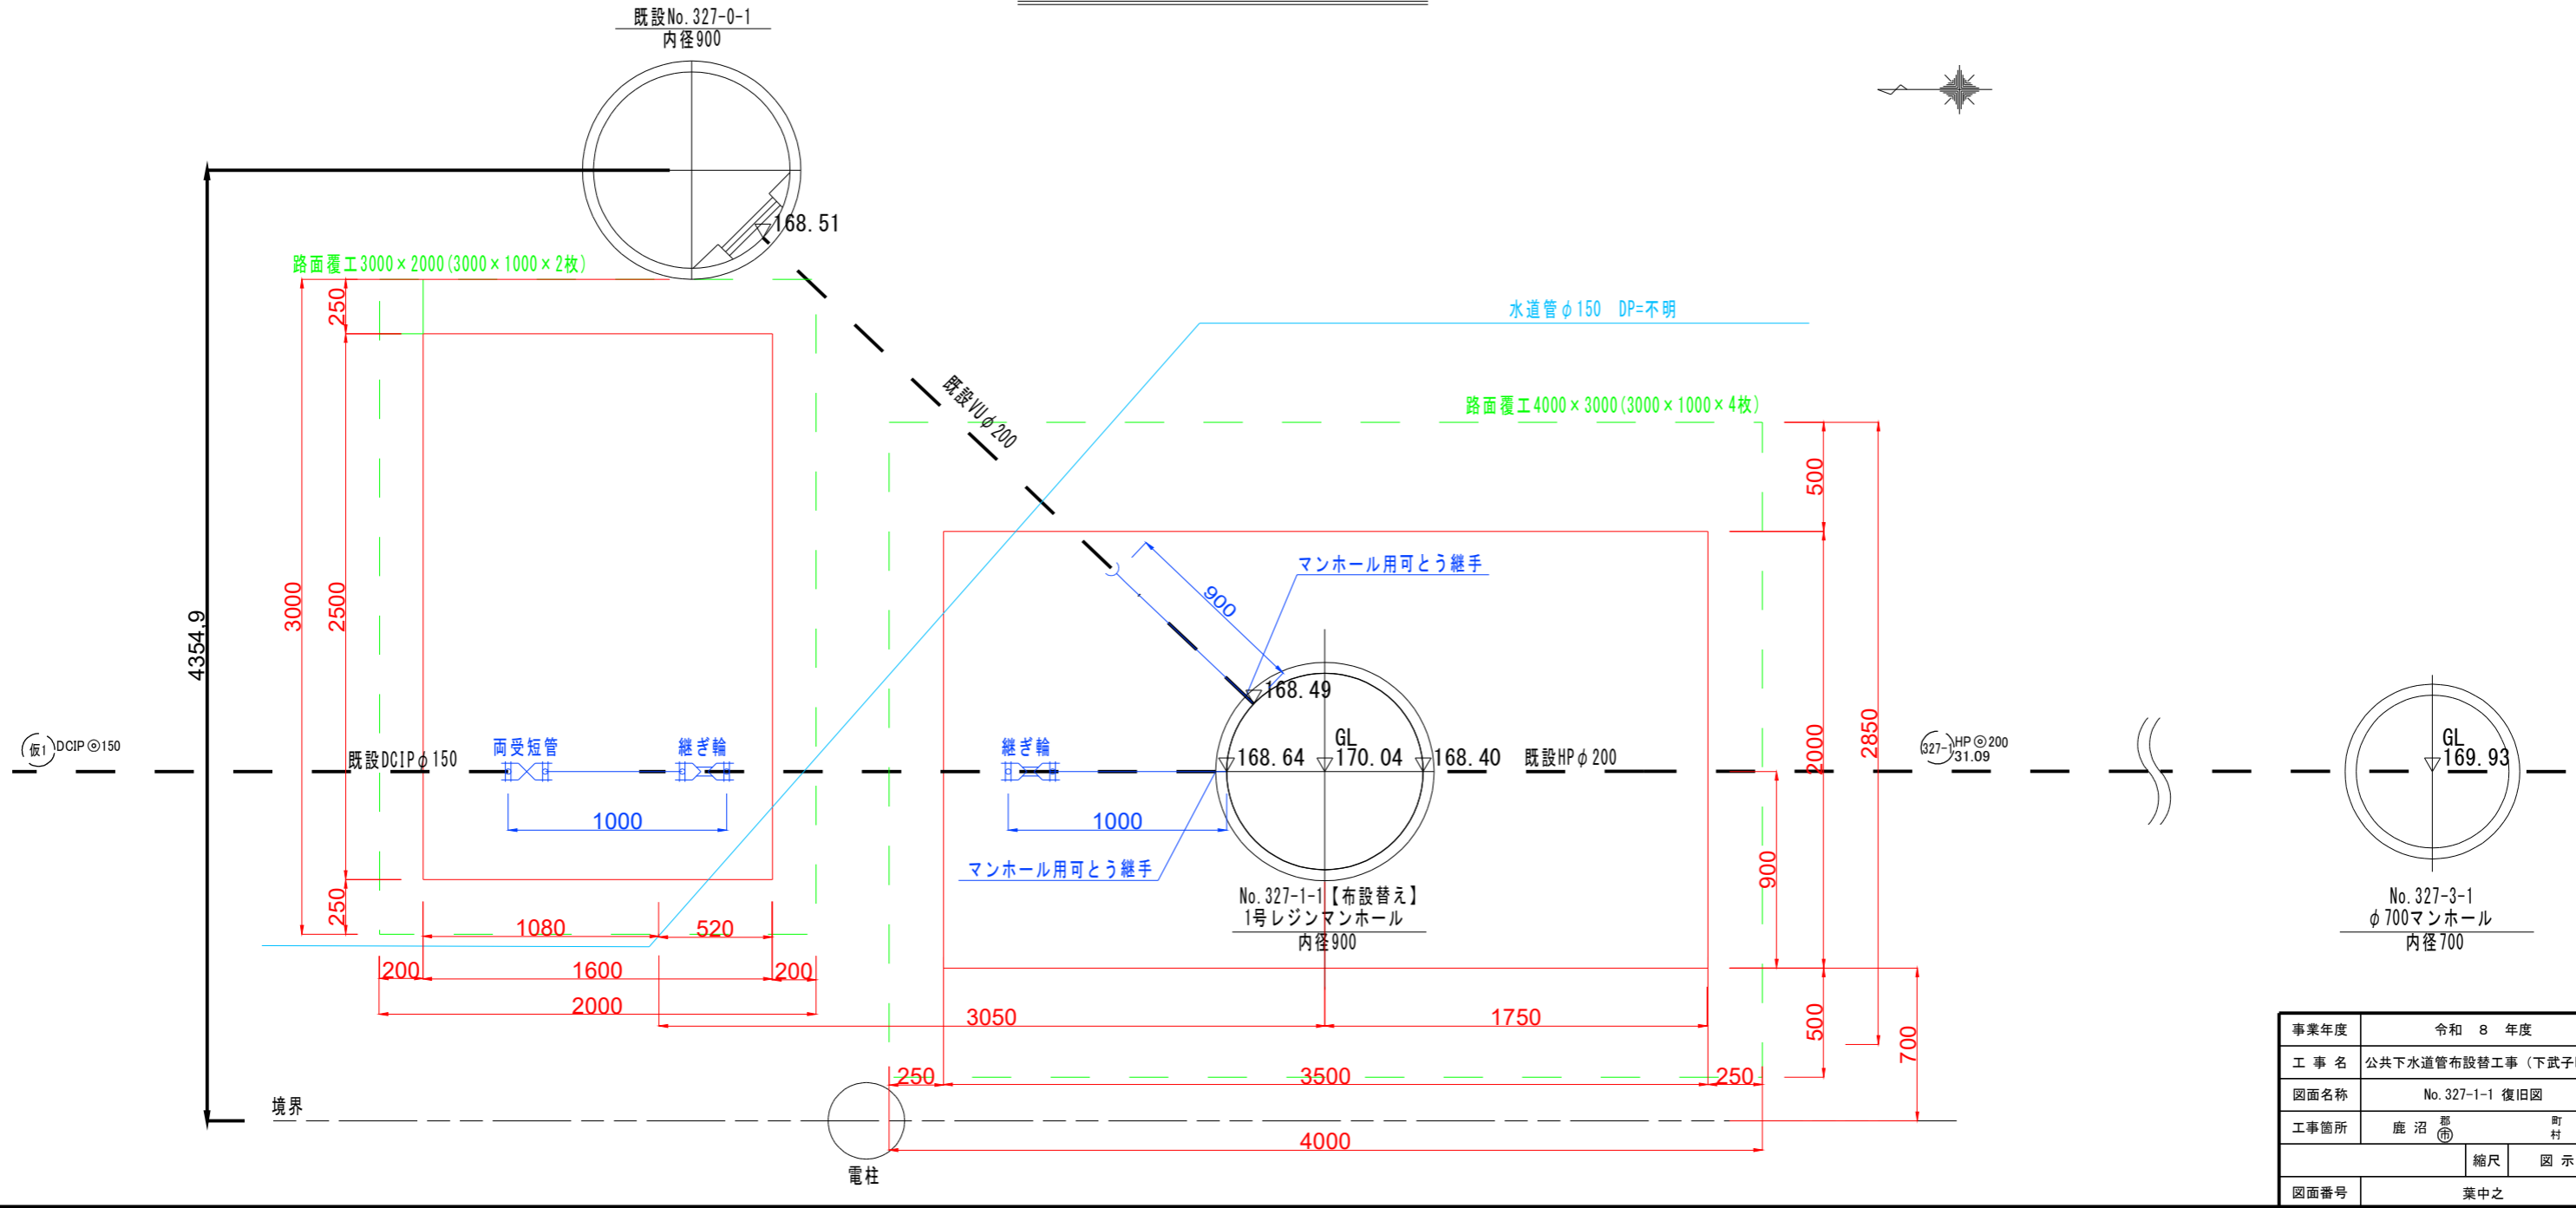 既設No.327-0-1
内径900
168.51
路面覆工3000×2000(3000×1000×2枚)
250
3000
2500
250
4354.9
水道管φ150 DP=不明
既設VUφ200
路面覆工4000×3000(3000×1000×4枚)
500
2000
2850
900
500
700
マンホール用可とう継手
900
168.49
GL
168.64
170.04
168.40
既設HPφ200
仮1
DCIP◎150
既設DCIPφ150
両受短管
継ぎ輪
継ぎ輪
1000
1000
マンホール用可とう継手
327-1
HP◎200
31.09
GL
169.93
No.327-1-1【布設替え】
1号レジンマンホール
内径900
No.327-3-1
φ700マンホール
内径700
1080
520
200
1600
200
2000
3050
1750
250
3500
250
4000
境界
電柱
事業年度 令和 8 年度
工事名 公共下水道管布設替工事(下武子
図面名称 No.327-1-1 復旧図
工事箇所 鹿沼 郡 市 町 村
縮尺 図示
図面番号 葉中之